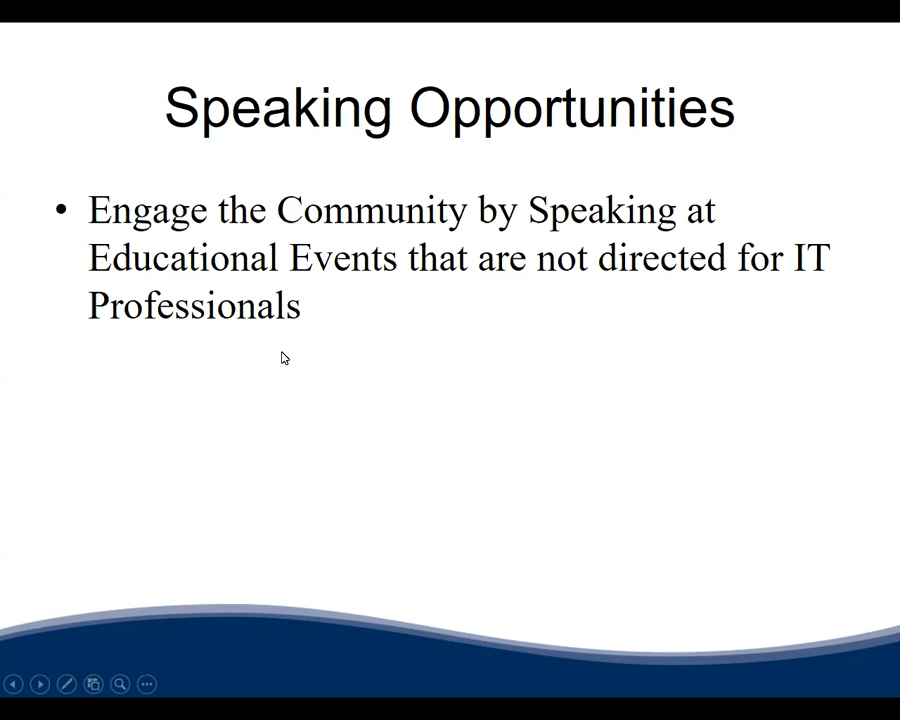 Speaking Opportunities
• Engage the Community by Speaking at
Educational Events that are not directed for IT
Professionals